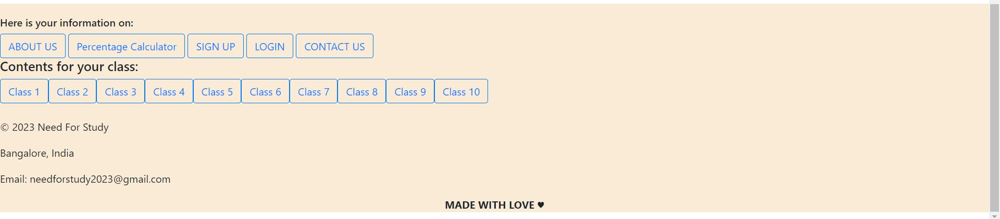 Here is your information on:
ABOUT US Percentage Calculator SIGN UP LOGIN CONTACT US
Contents for your class:
Class 1 Class 2 Class 3 Class 4 Class 5 Class 6 Class 7 Class 8 Class 9 Class 10
© 2023 Need For Study
Bangalore, India
Email: needforstudy2023@gmail.com
MADE WITH LOVE ♥